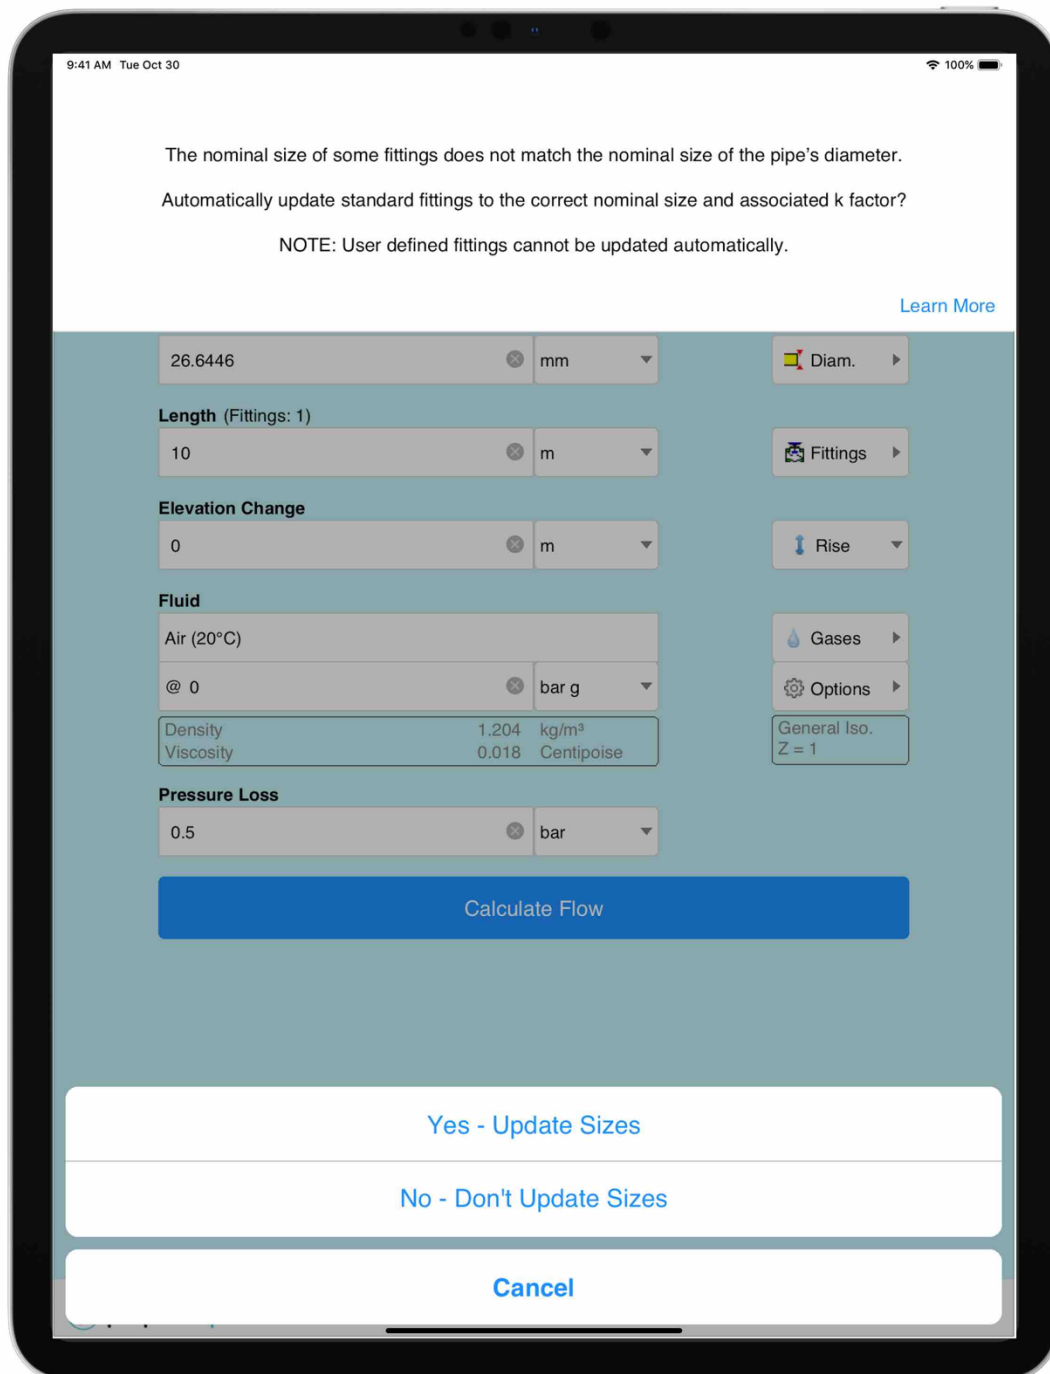 9:41 AM Tue Oct 30
100%
The nominal size of some fittings does not match the nominal size of the pipe’s diameter.
Automatically update standard fittings to the correct nominal size and associated k factor?
NOTE: User defined fittings cannot be updated automatically.
Learn More
26.6446 mm Diam.
Length (Fittings: 1)
10 m Fittings
Elevation Change
0 m Rise
Fluid
Air (20°C) Gases
@ 0 bar g Options
Density 1.204 kg/m³ General Iso.
Viscosity 0.018 Centipoise Z = 1
Pressure Loss
0.5 bar
Calculate Flow
Yes - Update Sizes
No - Don't Update Sizes
Cancel